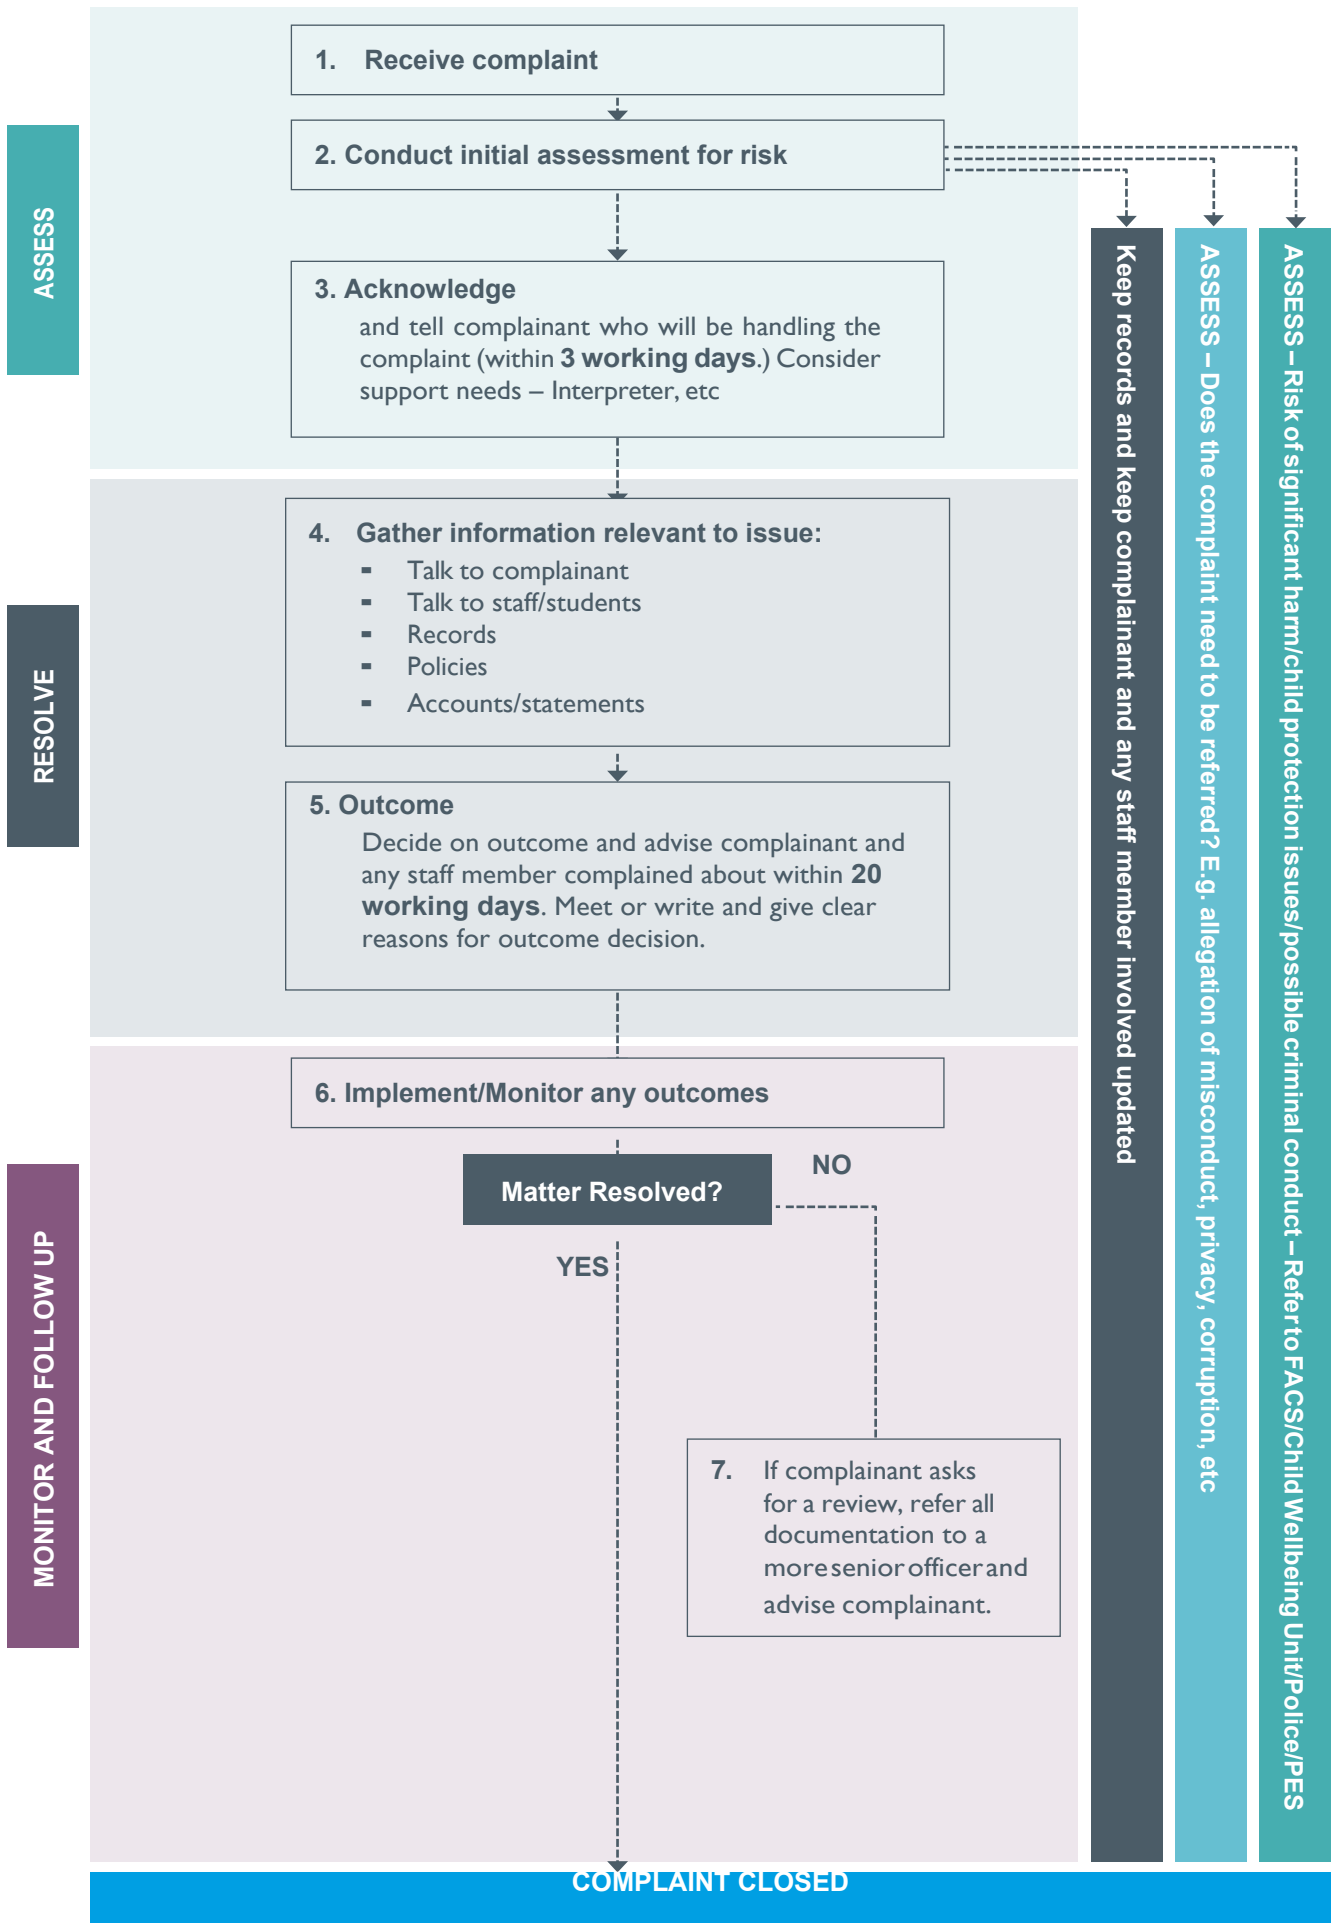 1. Receive complaint
2. Conduct initial assessment for risk
ASSESS
3. Acknowledge
and tell complainant who will be handling the
complaint (within 3 working days.) Consider
support needs – Interpreter, etc
4. Gather information relevant to issue:
- Talk to complainant
- Talk to staff/students
- Records
- Policies
- Accounts/statements
RESOLVE
5. Outcome
Decide on outcome and advise complainant and
any staff member complained about within 20
working days. Meet or write and give clear
reasons for outcome decision.
6. Implement/Monitor any outcomes
Matter Resolved?
NO
YES
MONITOR AND FOLLOW UP
7. If complainant asks
for a review, refer all
documentation to a
more senior officer and
advise complainant.
Keep records and keep complainant and any staff member involved updated
ASSESS – Does the complaint need to be referred? E.g. allegation of misconduct, privacy, corruption, etc
ASSESS – Risk of significant harm/child protection issues/possible criminal conduct – Refer to FACS/Child Wellbeing Unit/Police/PES
COMPLAINT CLOSED